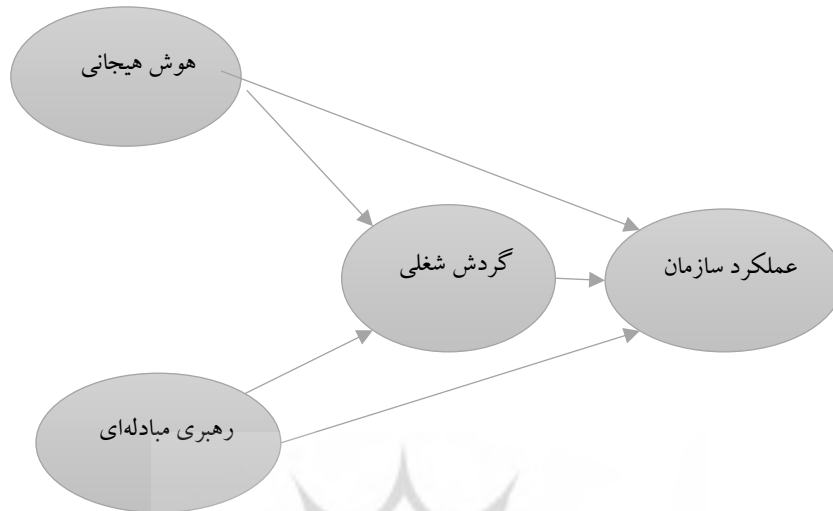 هوش هیجانی
گردش شغلی
عملکرد سازمان
رهبری مبادله‌ای